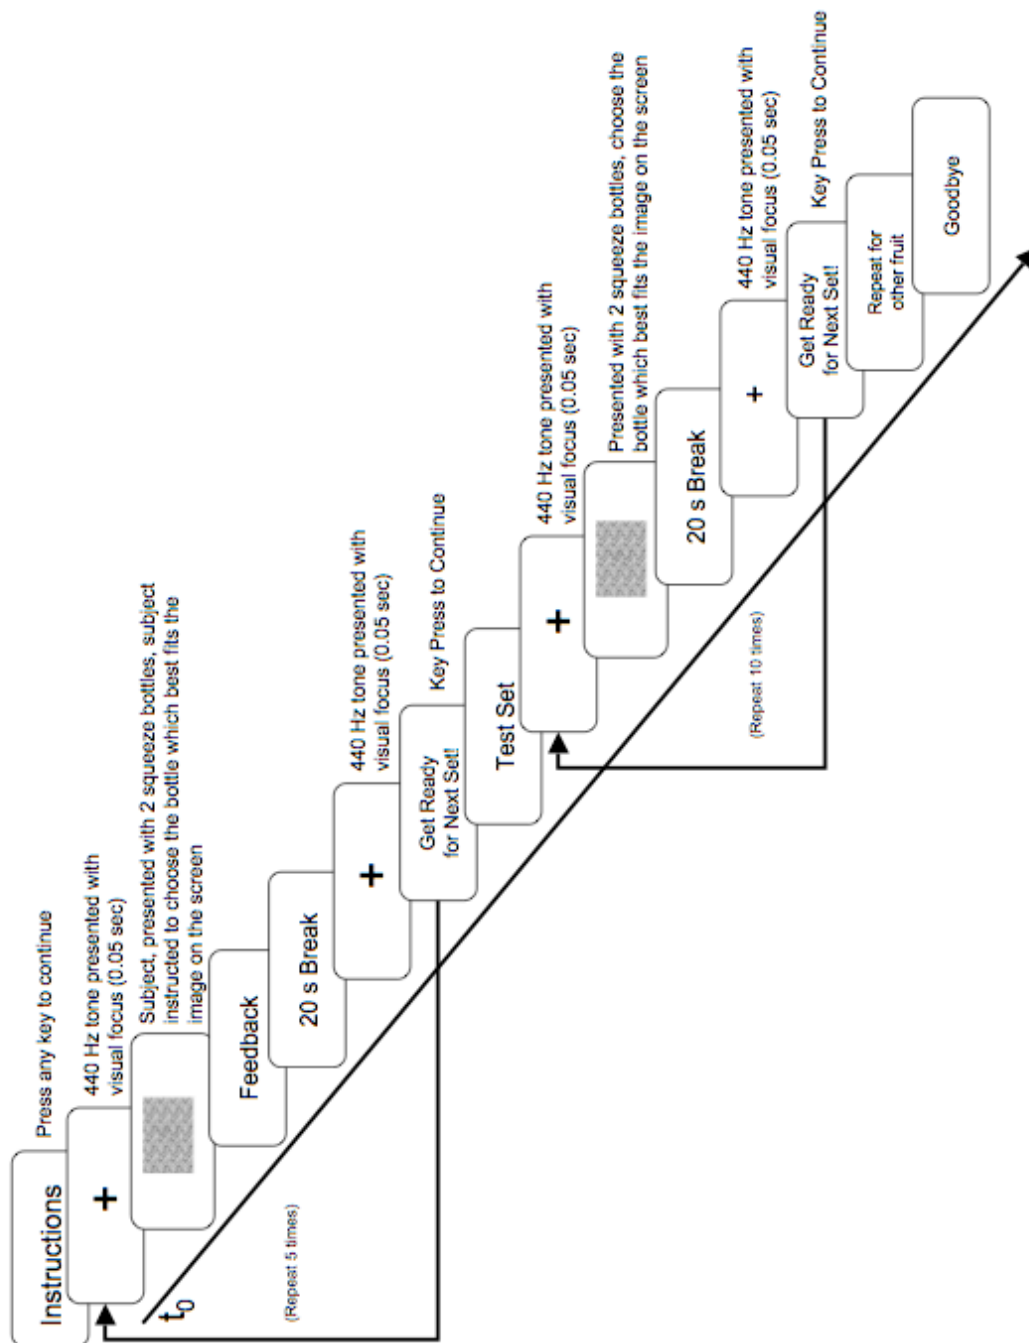 Instructions
Press any key to continue
+
440 Hz tone presented with
visual focus (0.05 sec)
Subject, presented with 2 squeeze bottles, subject
instructed to choose the bottle which best fits the
image on the screen
Feedback
20 s Break
+
440 Hz tone presented with
visual focus (0.05 sec)
Get Ready
for Next Set!
Key Press to Continue
t0
(Repeat 5 times)
Test Set
+
440 Hz tone presented with
visual focus (0.05 sec)
Presented with 2 squeeze bottles, choose the
bottle which best fits the image on the screen
20 s Break
+
440 Hz tone presented with
visual focus (0.05 sec)
Get Ready
for Next Set!
Key Press to Continue
(Repeat 10 times)
Repeat for
other fruit
Goodbye